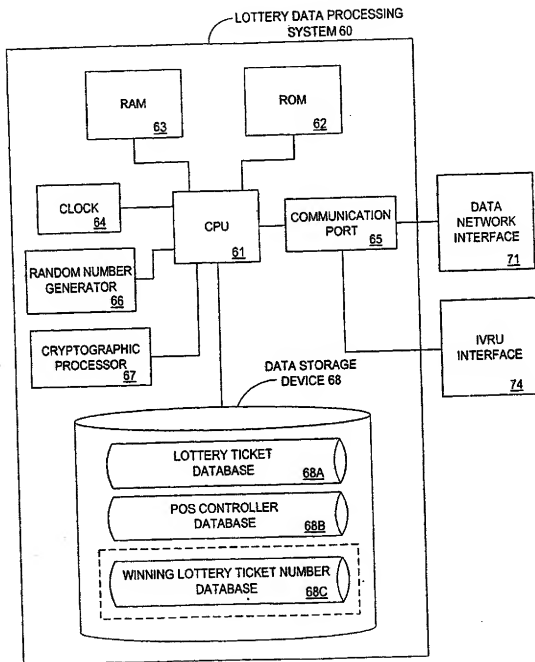 LOTTERY DATA PROCESSING
SYSTEM 60
RAM
63
ROM
62
CLOCK
64
CPU
61
COMMUNICATION
PORT
65
DATA
NETWORK
INTERFACE
71
RANDOM NUMBER
GENERATOR
66
CRYPTOGRAPHIC
PROCESSOR
67
IVRU
INTERFACE
74
DATA STORAGE
DEVICE 68
LOTTERY TICKET
DATABASE
68A
POS CONTROLLER
DATABASE
68B
WINNING LOTTERY TICKET NUMBER
DATABASE
68C